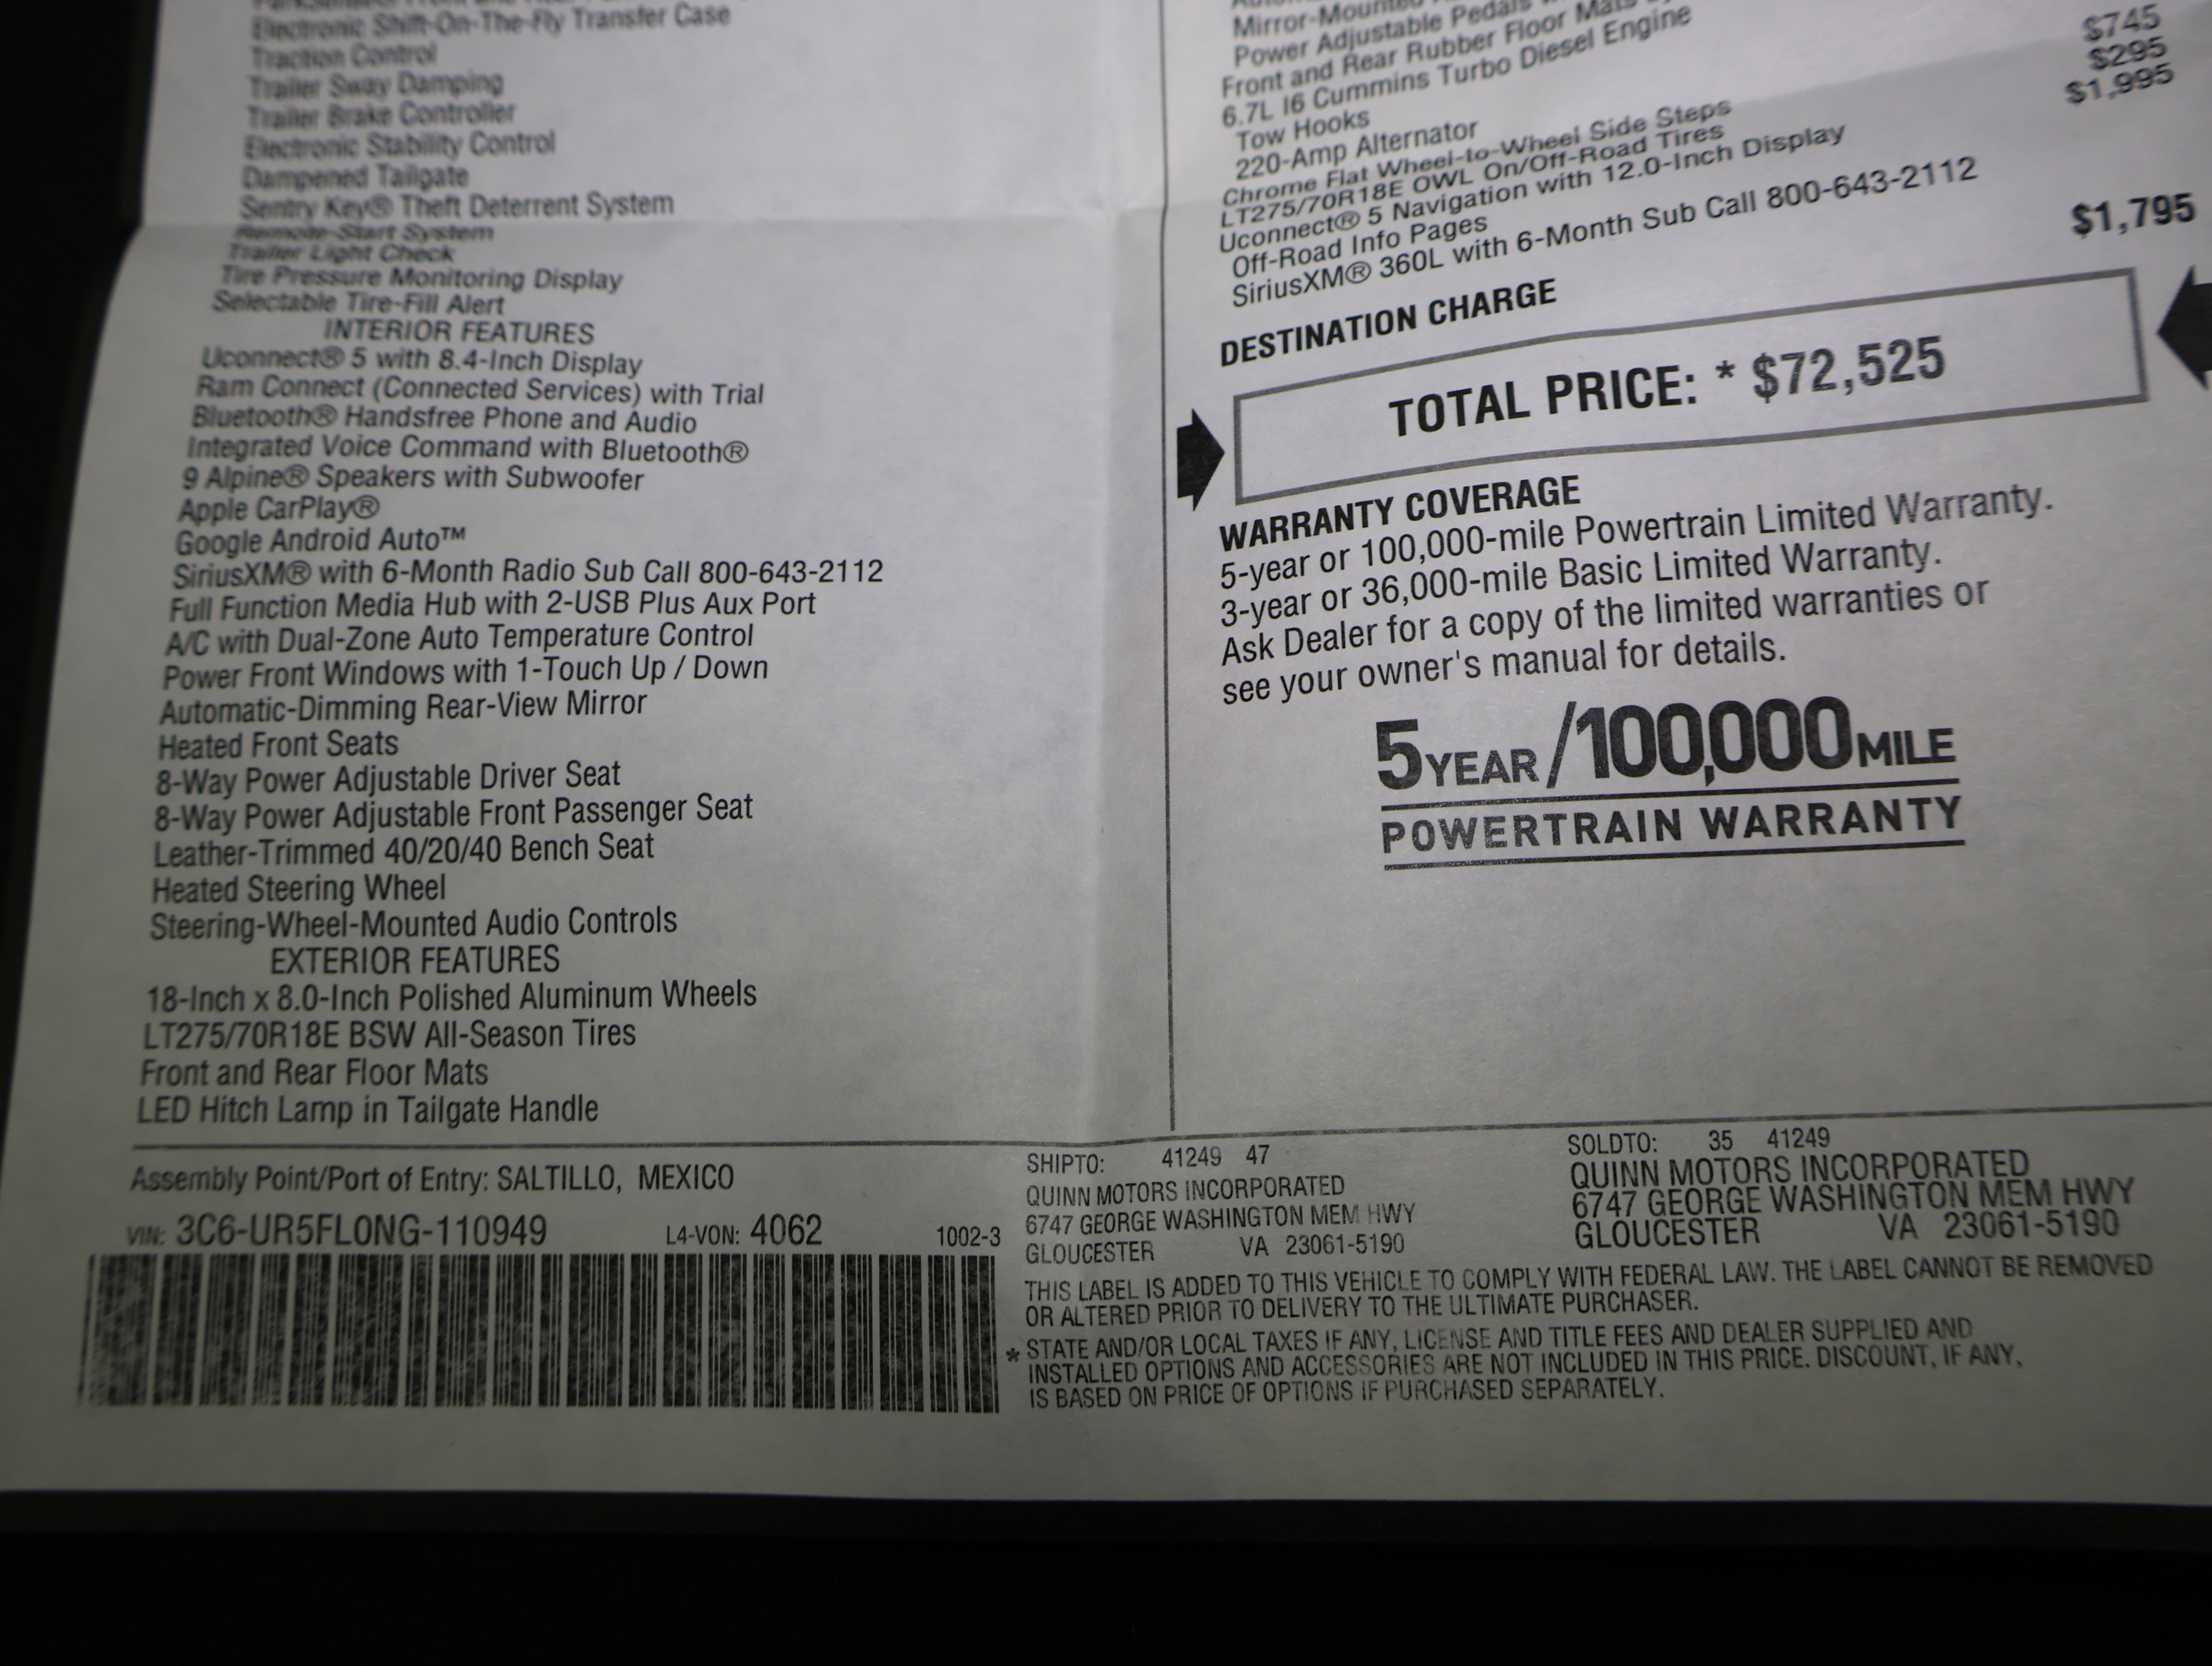 Electronic Shift-On-The-Fly Transfer Case
Traction Control
Trailer Sway Damping
Trailer Brake Controller
Electronic Stability Control
Dampened Tailgate
Sentry Key® Theft Deterrent System
Remote Start System
Trailer Light Check
Tire Pressure Monitoring Display
Selectable Tire-Fill Alert
INTERIOR FEATURES
Uconnect® 5 with 8.4-Inch Display
Ram Connect (Connected Services) with Trial
Bluetooth® Handsfree Phone and Audio
Integrated Voice Command with Bluetooth®
9 Alpine® Speakers with Subwoofer
Apple CarPlay®
Google Android Auto™
SiriusXM® with 6-Month Radio Sub Call 800-643-2112
Full Function Media Hub with 2-USB Plus Aux Port
A/C with Dual-Zone Auto Temperature Control
Power Front Windows with 1-Touch Up / Down
Automatic-Dimming Rear-View Mirror
Heated Front Seats
8-Way Power Adjustable Driver Seat
8-Way Power Adjustable Front Passenger Seat
Leather-Trimmed 40/20/40 Bench Seat
Heated Steering Wheel
Steering-Wheel-Mounted Audio Controls
EXTERIOR FEATURES
18-Inch x 8.0-Inch Polished Aluminum Wheels
LT275/70R18E BSW All-Season Tires
Front and Rear Floor Mats
LED Hitch Lamp in Tailgate Handle
Mirror-Mounted
Power Adjustable Pedals
Front and Rear Rubber Floor Mats
6.7L I6 Cummins Turbo Diesel Engine
Tow Hooks
220-Amp Alternator
Chrome Flat Wheel-to-Wheel Side Steps $745
LT275/70R18E OWL On/Off-Road Tires $295
Uconnect® 5 Navigation with 12.0-Inch Display $1,995
Off-Road Info Pages
SiriusXM® 360L with 6-Month Sub Call 800-643-2112
DESTINATION CHARGE $1,795
TOTAL PRICE: * $72,525
WARRANTY COVERAGE
5-year or 100,000-mile Powertrain Limited Warranty.
3-year or 36,000-mile Basic Limited Warranty.
Ask Dealer for a copy of the limited warranties or
see your owner's manual for details.
5 YEAR/100,000 MILE
POWERTRAIN WARRANTY
Assembly Point/Port of Entry: SALTILLO, MEXICO
VIN: 3C6-UR5FL0NG-110949 L4-VON: 4062 1002-3
SHIPTO: 41249 47
QUINN MOTORS INCORPORATED
6747 GEORGE WASHINGTON MEM HWY
GLOUCESTER VA 23061-5190
SOLDTO: 35 41249
QUINN MOTORS INCORPORATED
6747 GEORGE WASHINGTON MEM HWY
GLOUCESTER VA 23061-5190
THIS LABEL IS ADDED TO THIS VEHICLE TO COMPLY WITH FEDERAL LAW. THE LABEL CANNOT BE REMOVED
OR ALTERED PRIOR TO DELIVERY TO THE ULTIMATE PURCHASER.
* STATE AND/OR LOCAL TAXES IF ANY, LICENSE AND TITLE FEES AND DEALER SUPPLIED AND
INSTALLED OPTIONS AND ACCESSORIES ARE NOT INCLUDED IN THIS PRICE. DISCOUNT, IF ANY,
IS BASED ON PRICE OF OPTIONS IF PURCHASED SEPARATELY.